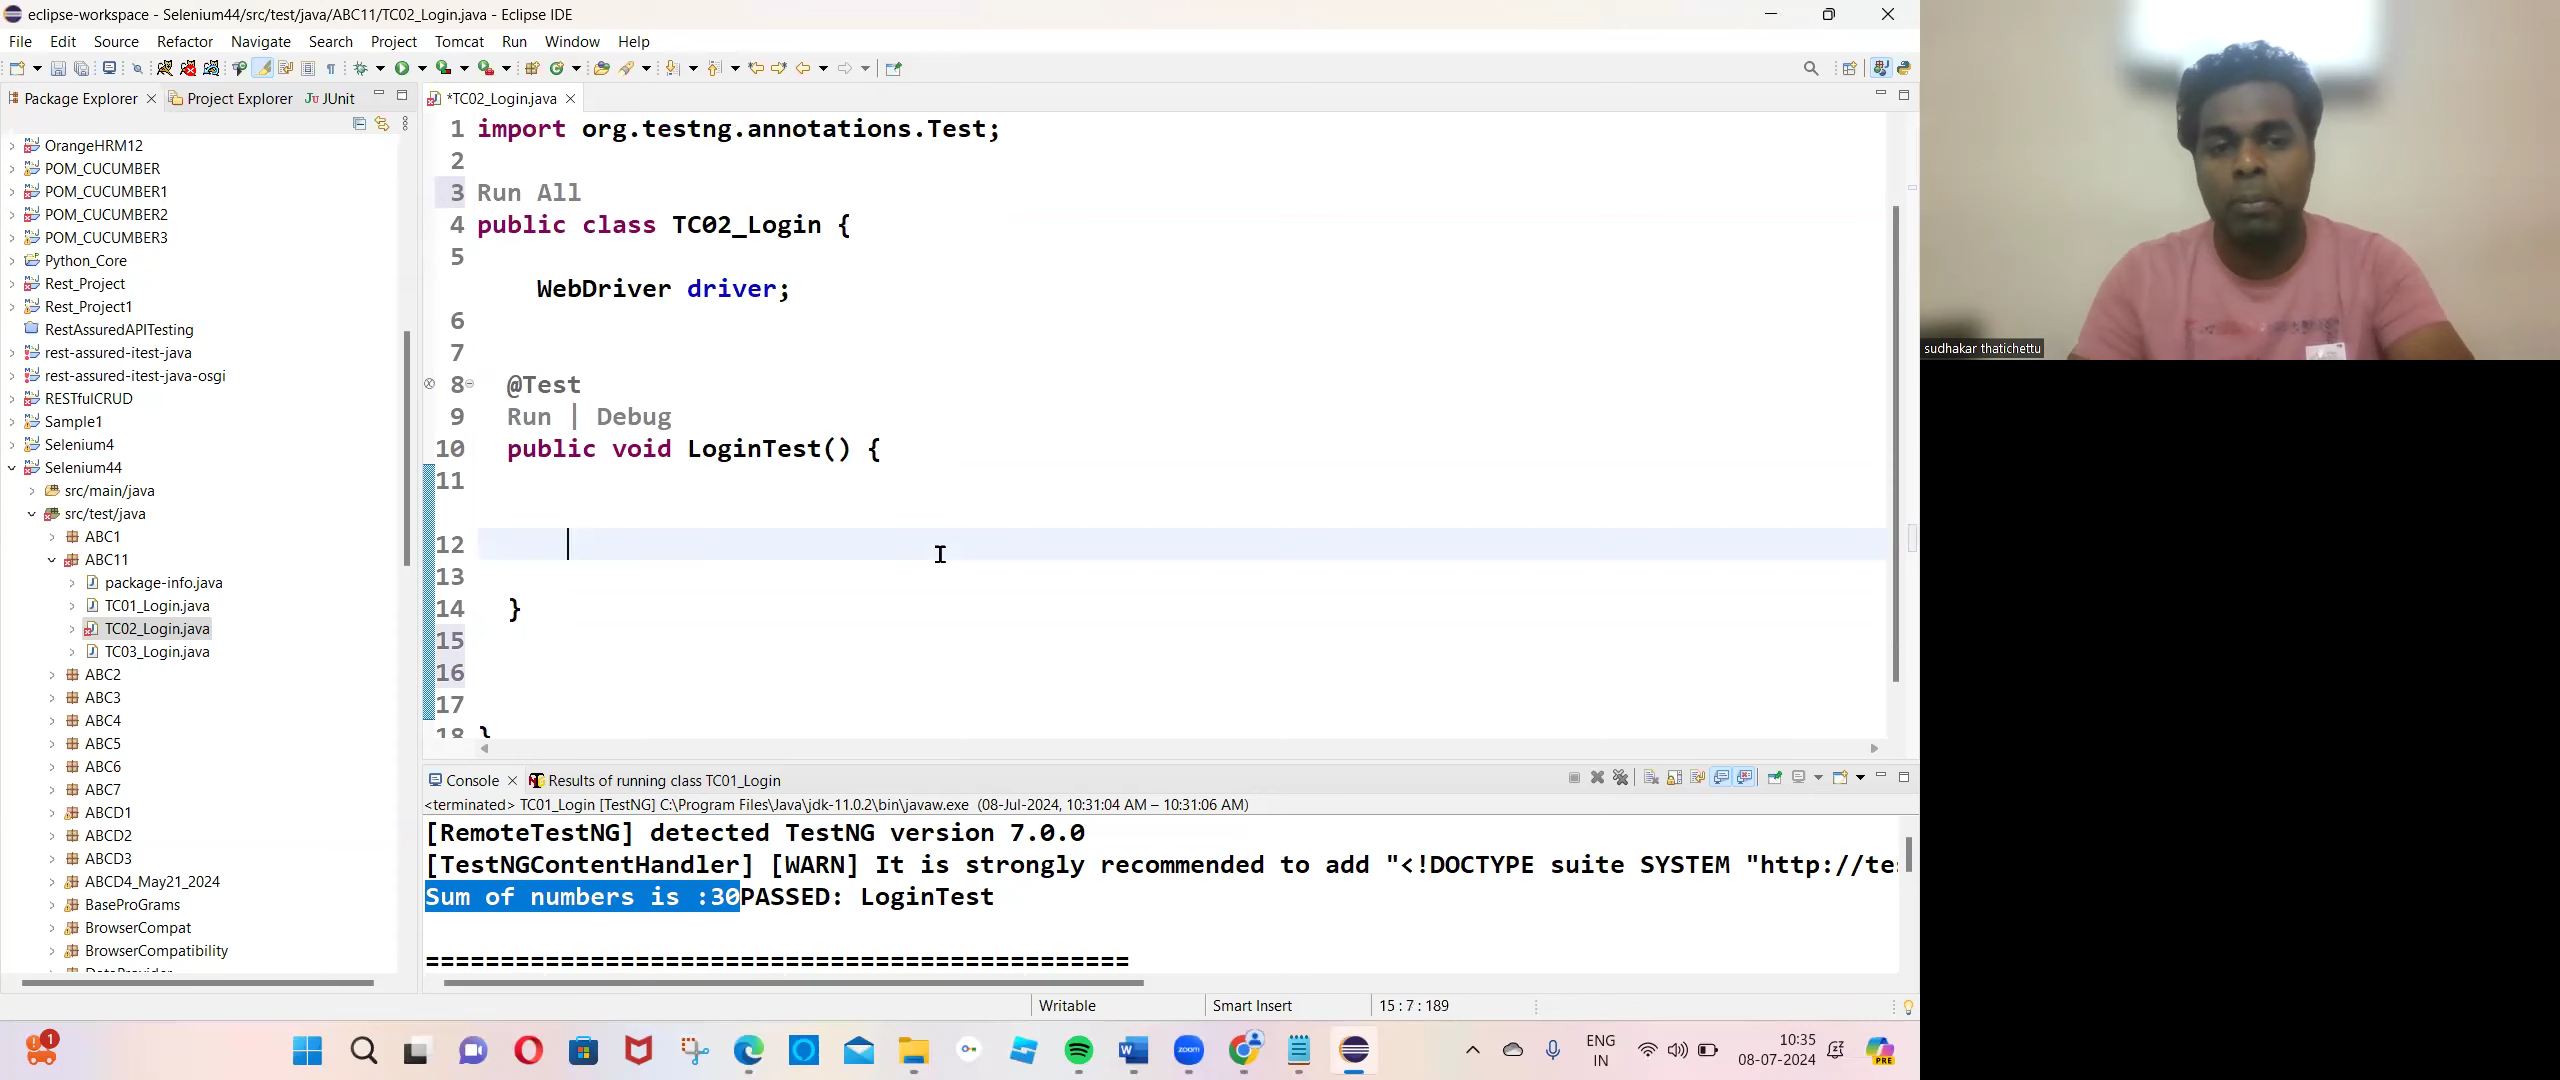 eclipse-workspace - Selenium44/src/test/java/ABC11/TC02_Login.java - Eclipse IDE
File Edit Source Refactor Navigate Search Project Tomcat Run Window Help
Package Explorer Project Explorer JUnit
*TC02_Login.java
OrangeHRM12
POM_CUCUMBER
POM_CUCUMBER1
POM_CUCUMBER2
POM_CUCUMBER3
Python_Core
Rest_Project
Rest_Project1
RestAssuredAPITesting
rest-assured-itest-java
rest-assured-itest-java-osgi
RESTfulCRUD
Sample1
Selenium4
Selenium44
src/main/java
src/test/java
ABC1
ABC11
package-info.java
TC01_Login.java
TC02_Login.java
TC03_Login.java
ABC2
ABC3
ABC4
ABC5
ABC6
ABC7
ABCD1
ABCD2
ABCD3
ABCD4_May21_2024
BaseProGrams
BrowserCompat
BrowserCompatibility
1 import org.testng.annotations.Test;
2
3 Run All
4 public class TC02_Login {
5
WebDriver driver;
6
7
8 @Test
9 Run | Debug
10 public void LoginTest() {
11
12
13
14 }
15
16
17
18 }
Console Results of running class TC01_Login
<terminated> TC01_Login [TestNG] C:\Program Files\Java\jdk-11.0.2\bin\javaw.exe (08-Jul-2024, 10:31:04 AM – 10:31:06 AM)
[RemoteTestNG] detected TestNG version 7.0.0
[TestNGContentHandler] [WARN] It is strongly recommended to add "<!DOCTYPE suite SYSTEM "http://te
Sum of numbers is :30PASSED: LoginTest
===============================================
Writable Smart Insert 15 : 7 : 189
1
zoom
ENG
IN
10:35
08-07-2024
PRE
sudhakar thatichettu